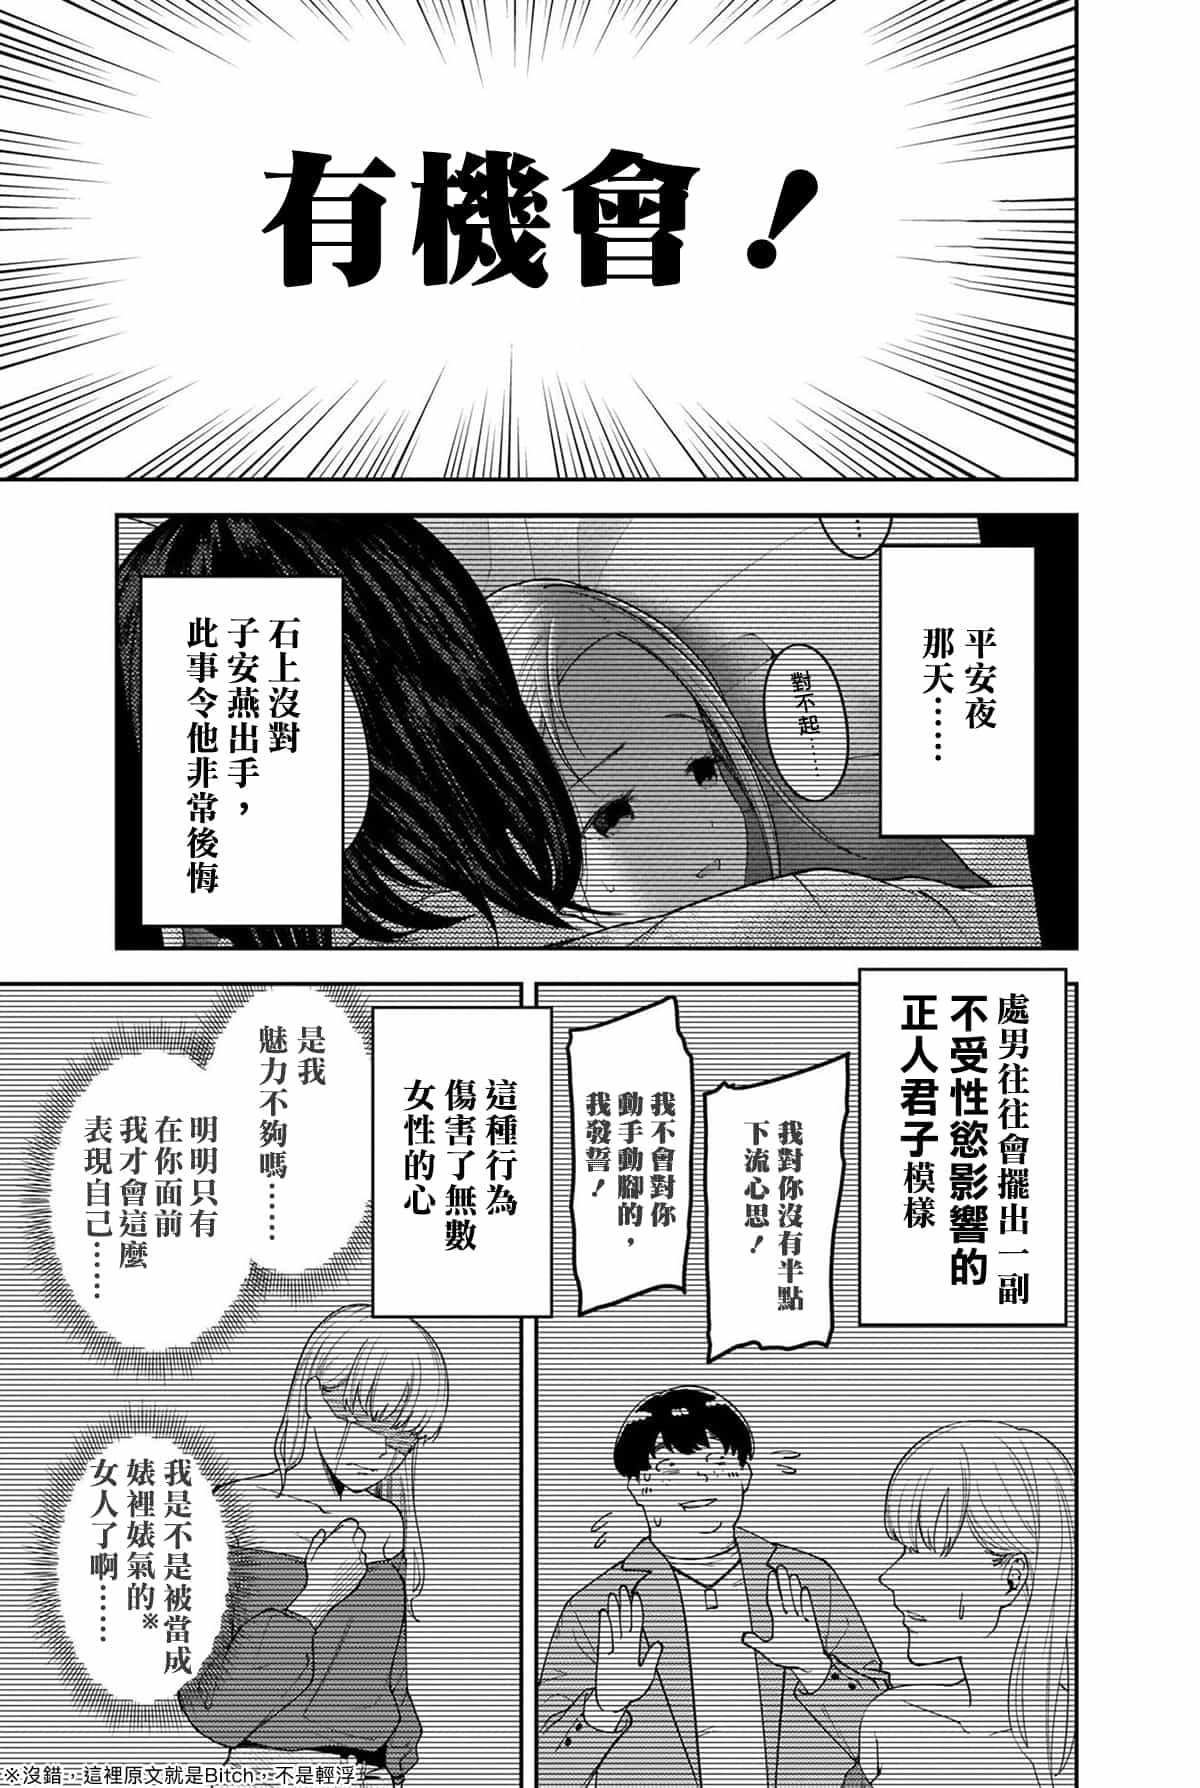 有機會！
…
平安夜
那天……
對不起……
石上沒對
子安燕出手，
此事令他非常後悔
處男往往會擺出一副
不受性慾影響的
正人君子模樣
我對你沒有半點
下流心思！
我不會對你
動手動腳的，
我發誓！
這種行為
傷害了無數
女性的心
是我
魅力不夠嗎……
明明只有
在你面前
我才會這麼
表現自己……
我是不是被當成
婊裡婊氣的※
女人了啊……
※沒錯，這裡原文就是Bitch，不是輕浮